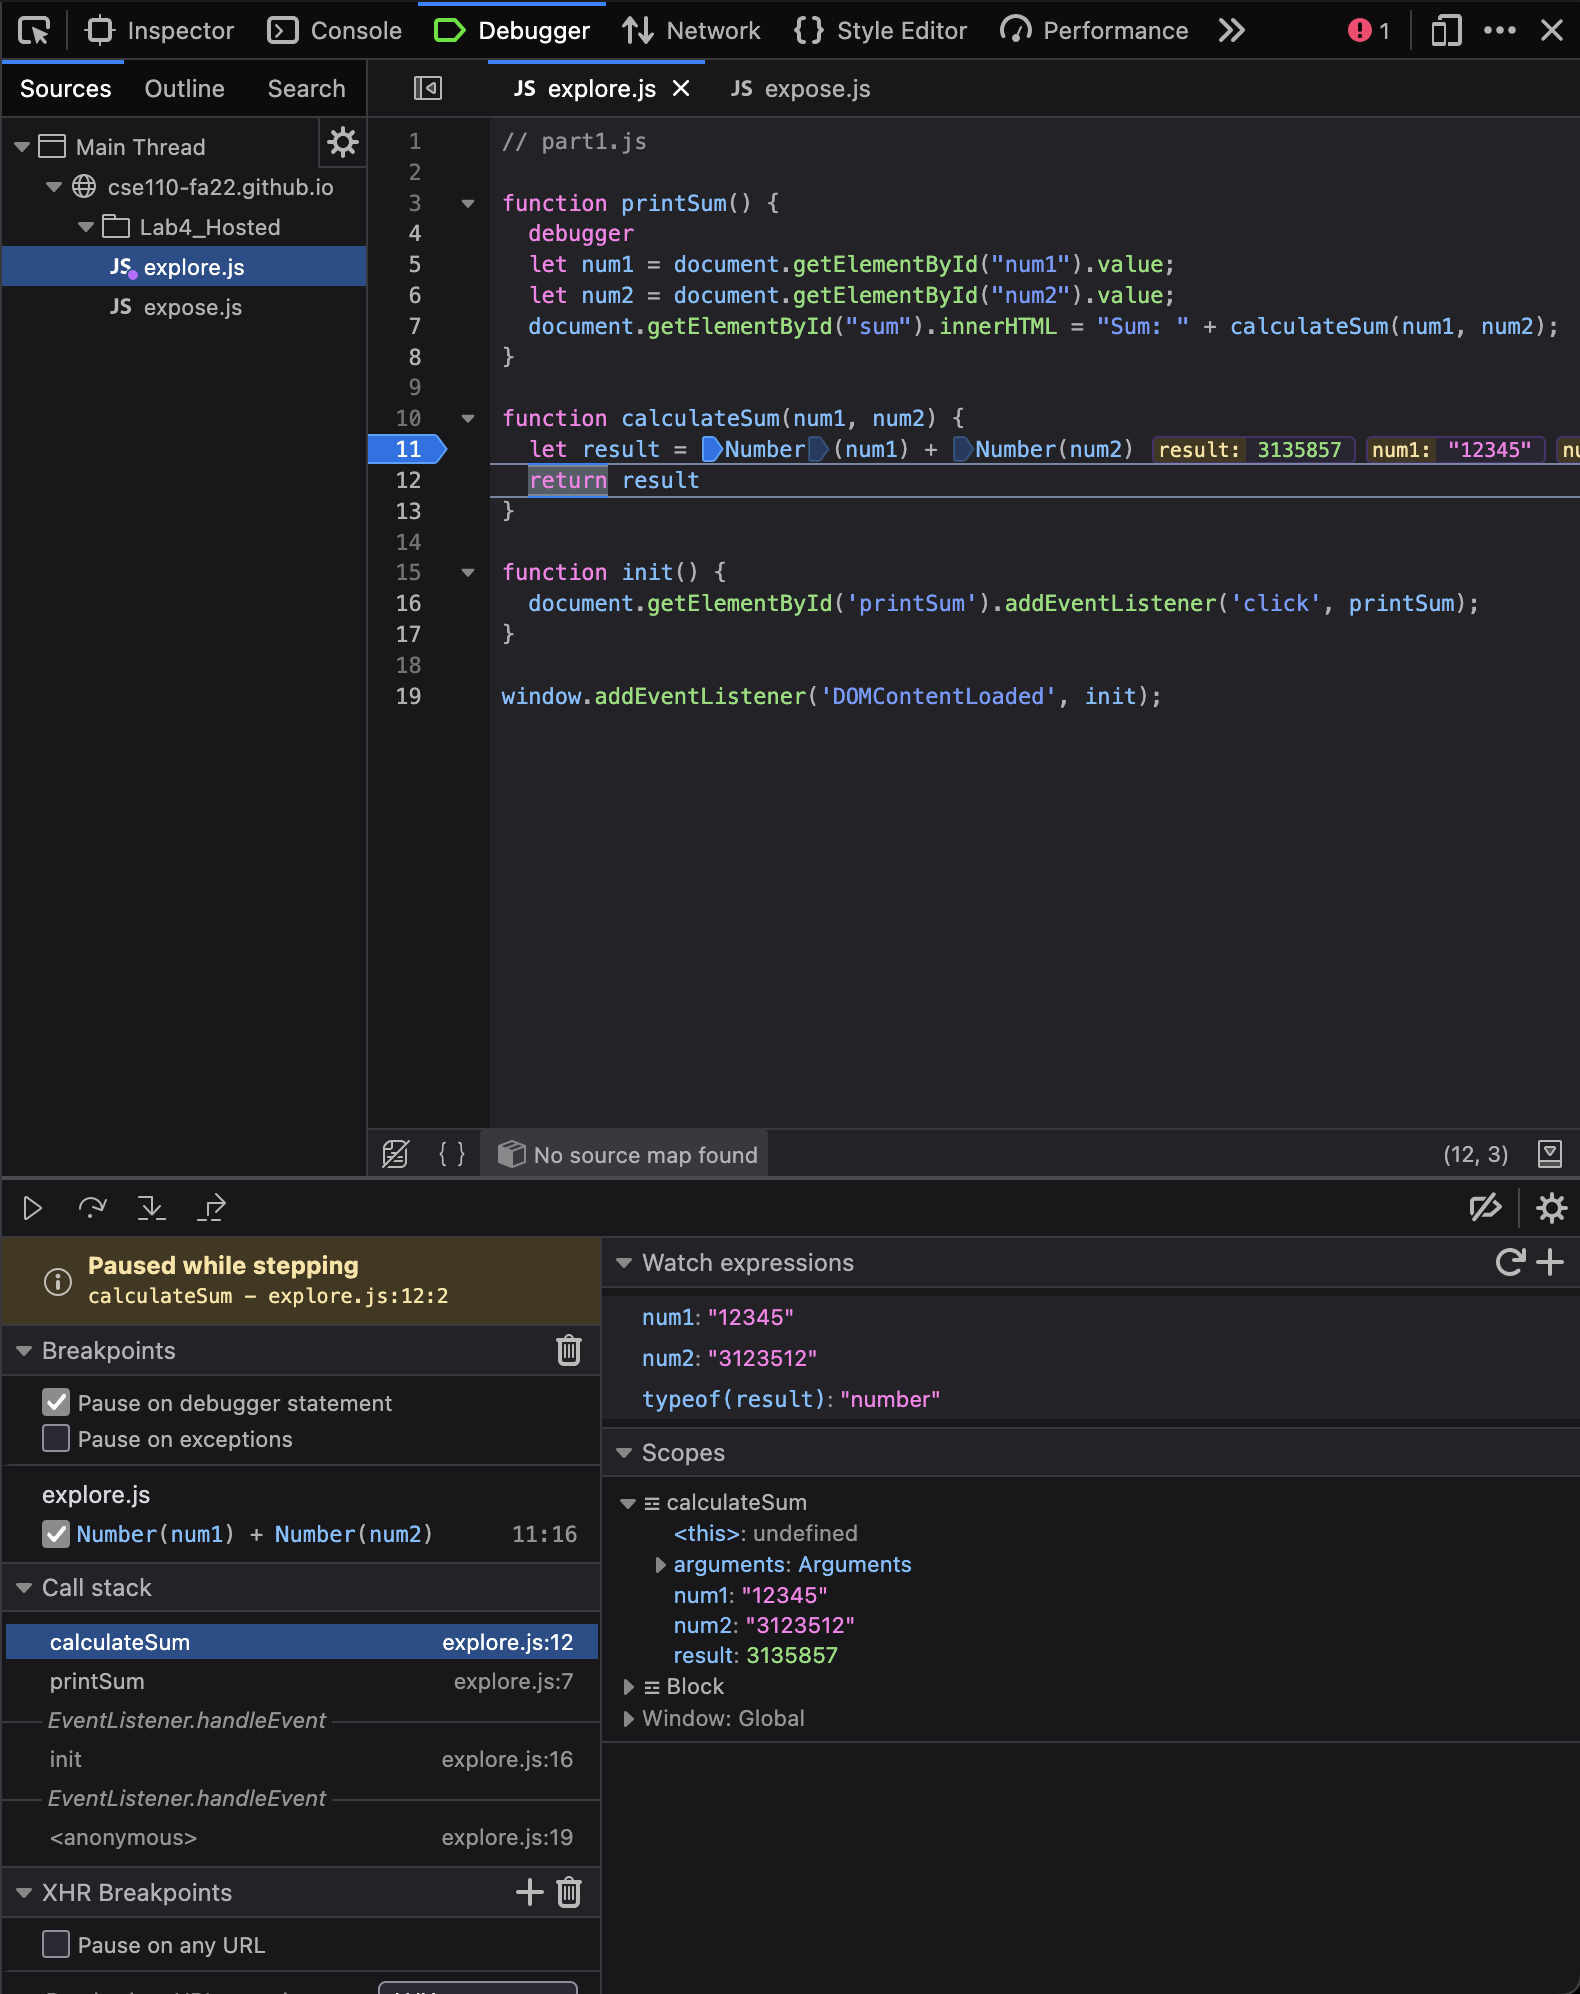 Inspector Console Debugger Network Style Editor Performance 1
Sources Outline Search JS explore.js JS expose.js
Main Thread
cse110-fa22.github.io
Lab4_Hosted
JS explore.js
JS expose.js
1 // part1.js
2
3 function printSum() {
4 debugger
5 let num1 = document.getElementById("num1").value;
6 let num2 = document.getElementById("num2").value;
7 document.getElementById("sum").innerHTML = "Sum: " + calculateSum(num1, num2);
8 }
9
10 function calculateSum(num1, num2) {
11 let result = Number(num1) + Number(num2) result: 3135857 num1: "12345"
12 return result
13 }
14
15 function init() {
16 document.getElementById('printSum').addEventListener('click', printSum);
17 }
18
19 window.addEventListener('DOMContentLoaded', init);
{ } No source map found (12, 3)
Paused while stepping
calculateSum – explore.js:12:2
Breakpoints
Pause on debugger statement
Pause on exceptions
explore.js
Number(num1) + Number(num2) 11:16
Call stack
calculateSum explore.js:12
printSum explore.js:7
EventListener.handleEvent
init explore.js:16
EventListener.handleEvent
<anonymous> explore.js:19
XHR Breakpoints
Pause on any URL
Watch expressions
num1: "12345"
num2: "3123512"
typeof(result): "number"
Scopes
calculateSum
<this>: undefined
arguments: Arguments
num1: "12345"
num2: "3123512"
result: 3135857
Block
Window: Global